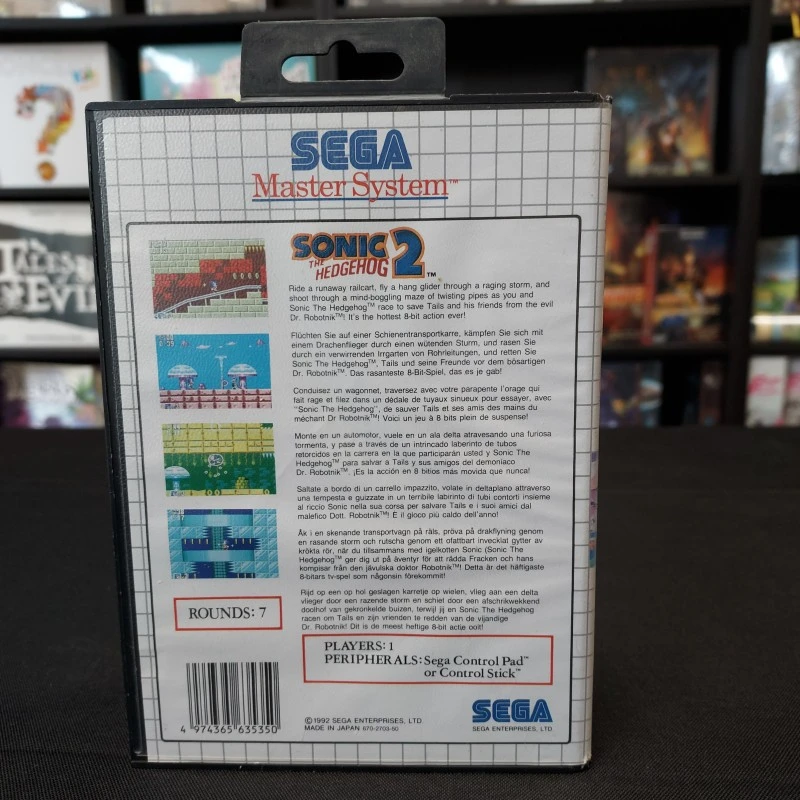 SEGA
Master System™
SONIC
THE
HEDGEHOG 2™
Ride a runaway railcart, fly a hang glider through a raging storm, and
shoot through a mind-boggling maze of twisting pipes as you and
Sonic The Hedgehog™ race to save Tails and his friends from the evil
Dr. Robotnik™! It's the hottest 8-bit action ever!
Flüchten Sie auf einer Schienentransportkarre, kämpfen Sie sich mit
einem Drachenflieger durch einen wütenden Sturm, und rasen Sie
durch ein verwirrenden Irrgarten von Rohrleitungen, und retten Sie
Sonic The Hedgehog™, Tails und seine Freunde vor dem bösartigen
Dr. Robotnik™. Das rasanteste 8-Bit-Spiel, das es je gab!
Conduisez un wagonnet, traversez avec votre parapente l'orage qui
fait rage et filez dans un dédale de tuyaux sinueux pour essayer, avec
"Sonic The Hedgehog", de sauver Tails et ses amis des mains du
méchant Dr Robotnik™! Voici un jeu à 8 bits plein de suspense!
Monte en un automotor, vuele en un ala delta atravesando una furiosa
tormenta, y pase a través de un intrincado laberinto de tubos
retorcidos en la carrera en la que participarán usted y Sonic The
Hedgehog™ para salvar a Tails y sus amigos del demoníaco
Dr. Robotnik™. ¡Es la acción en 8 bitios más movida que nunca!
Saltate a bordo di un carrello impazzito, volate in deltaplano attraverso
una tempesta e guizzate in un terribile labirinto di tubi contorti insieme
al riccio Sonic nella sua corsa per salvare Tails e i suoi amici dal
malefico Dott. Robotnik™! È il gioco più caldo dell'anno!
Åk i en skenande transportvagn på räls, pröva på drakflyning genom
en rasande storm och rutscha genom ett ofattbart invecklat gytter av
krökta rör, när du tillsammans med igelkotten Sonic (Sonic The
Hedgehog™ ger dig ut på äventyr för att rädda Fracken och hans
kompisar från den jävulska doktor Robotnik™! Detta är det häftigaste
8-bitars tv-spel som någonsin förekommit!
Rijd op een op hol geslagen karretje op wielen, vlieg aan een delta
vlieger door een razende storm en schiet door een afschrikwekkend
doolhof van gekronkelde buizen, terwijl jij en Sonic The Hedgehog
racen om Tails en zijn vrienden te redden van de vijandige
Dr. Robotnik! Dit is de meest heftige 8-bit actie ooit!
ROUNDS: 7
PLAYERS: 1
PERIPHERALS: Sega Control Pad™
or Control Stick™
4 974365 635350
©1992 SEGA ENTERPRISES, LTD.
MADE IN JAPAN 670-2703-50
SEGA
SEGA ENTERPRISES, LTD.
TALES
OF
EVIL
?